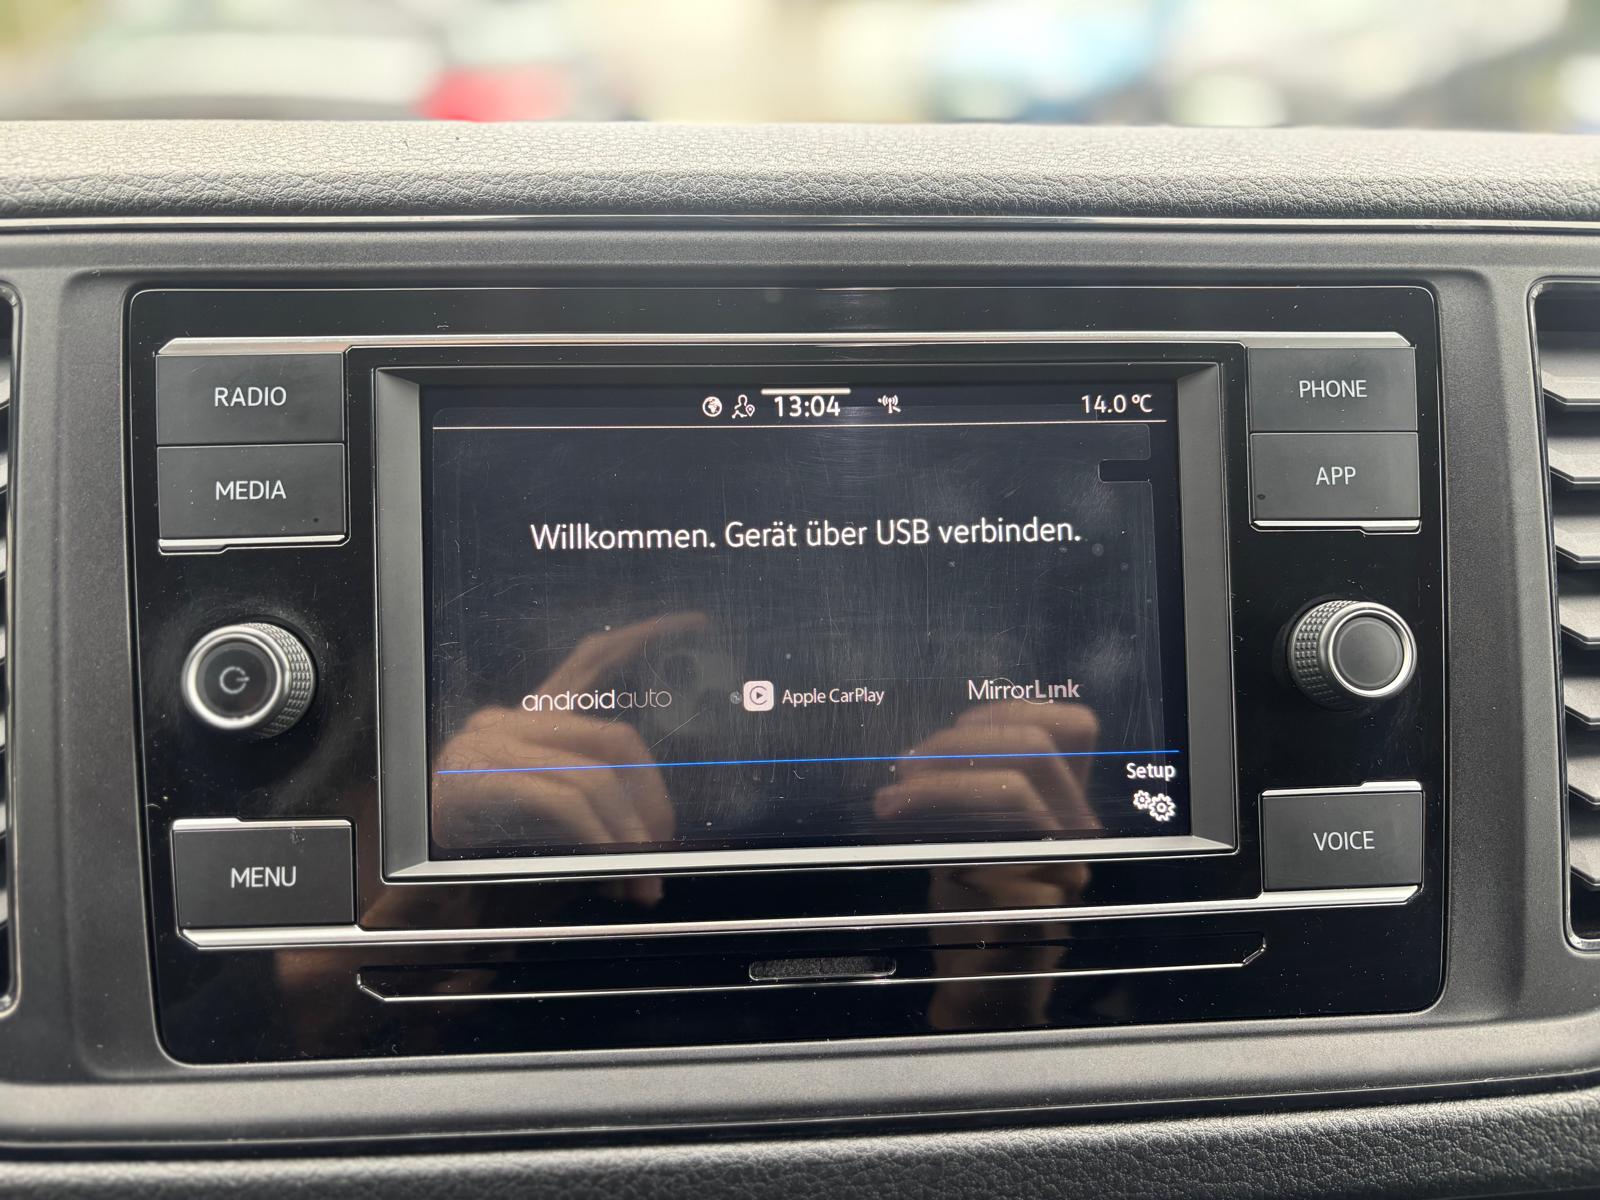 RADIO
MEDIA
MENU
13:04
14.0 °C
Willkommen. Gerät über USB verbinden.
androidauto
Apple CarPlay
MirrorLink
Setup
PHONE
APP
VOICE